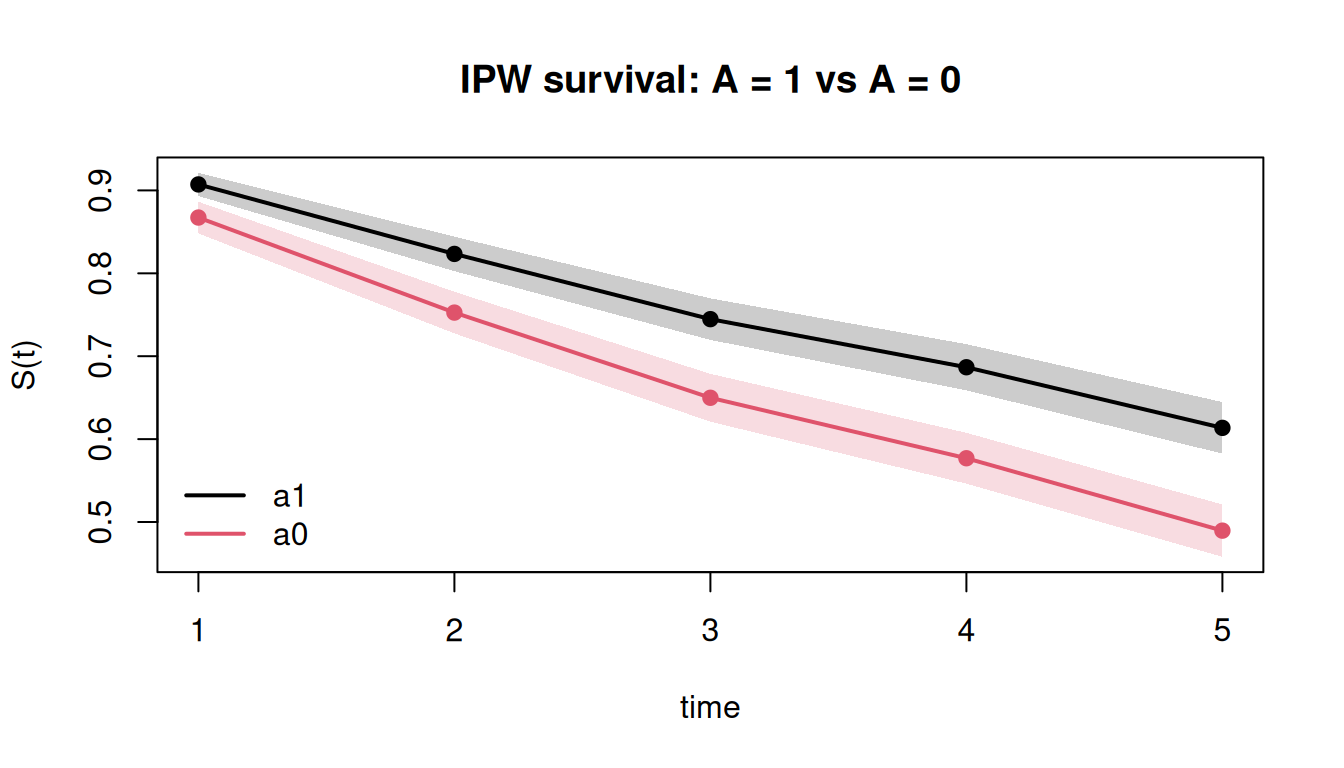 IPW survival: A = 1 vs A = 0
S(t)
0.9
0.8
0.7
0.6
0.5
a1
a0
1 2 3 4 5
time